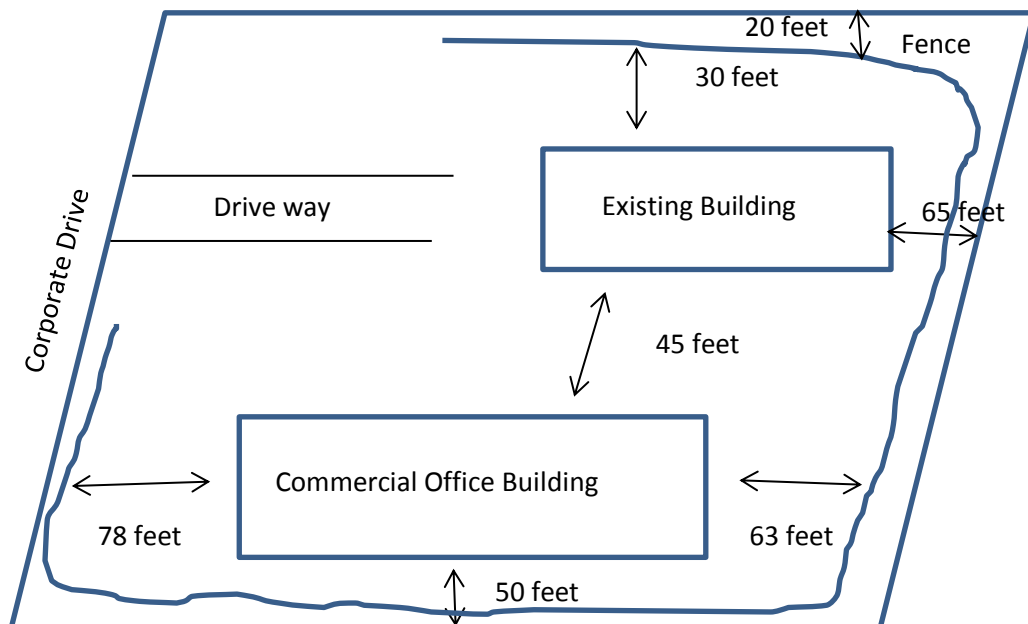 20 feet
Fence
30 feet
Drive way
Existing Building
65 feet
Corporate Drive
45 feet
Commercial Office Building
78 feet
63 feet
50 feet